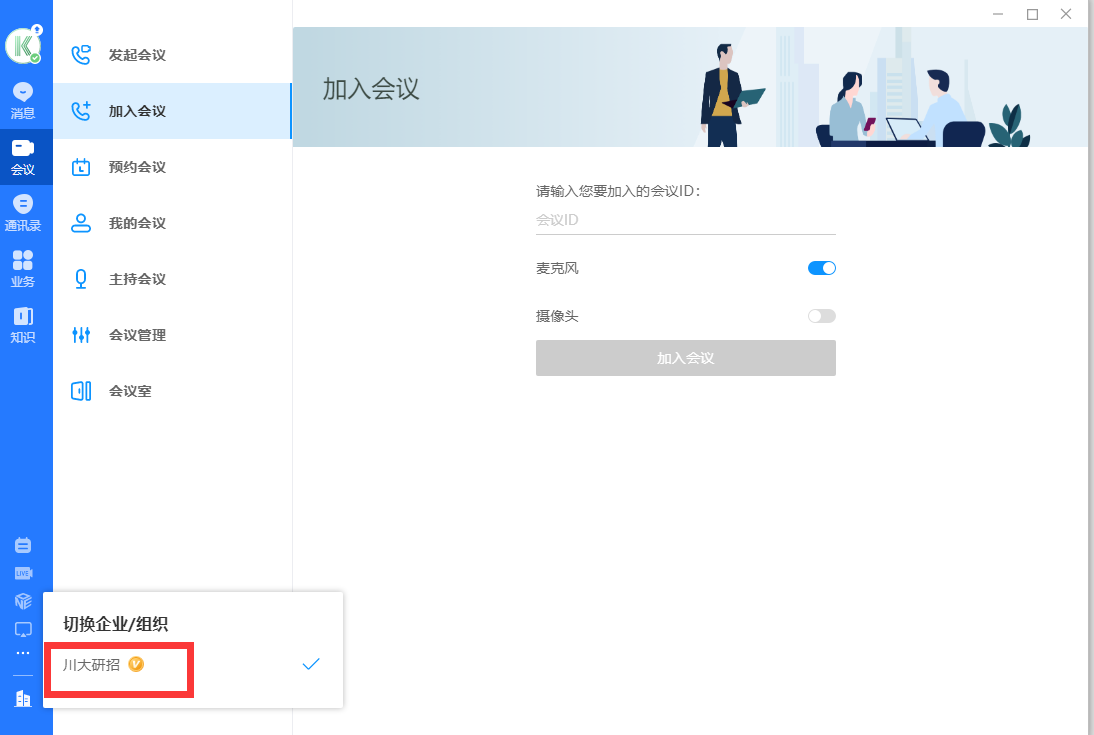 消息
会议
通讯录
业务
知识
LIVE
发起会议
加入会议
预约会议
我的会议
主持会议
会议管理
会议室
加入会议
请输入您要加入的会议ID：
会议ID
麦克风
摄像头
加入会议
切换企业/组织
川大研招 V